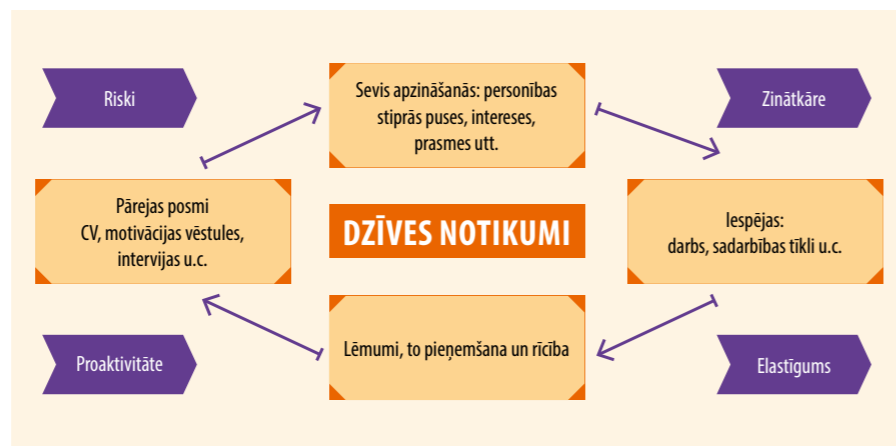 Riski
Sevis apzināšanās: personības
stiprās puses, intereses,
prasmes utt.
Zinātkāre
Pārejas posmi
CV, motivācijas vēstules,
intervijas u.c.
DZĪVES NOTIKUMI
Iespējas:
darbs, sadarbības tīkli u.c.
Proaktivitāte
Lēmumi, to pieņemšana un rīcība
Elastīgums